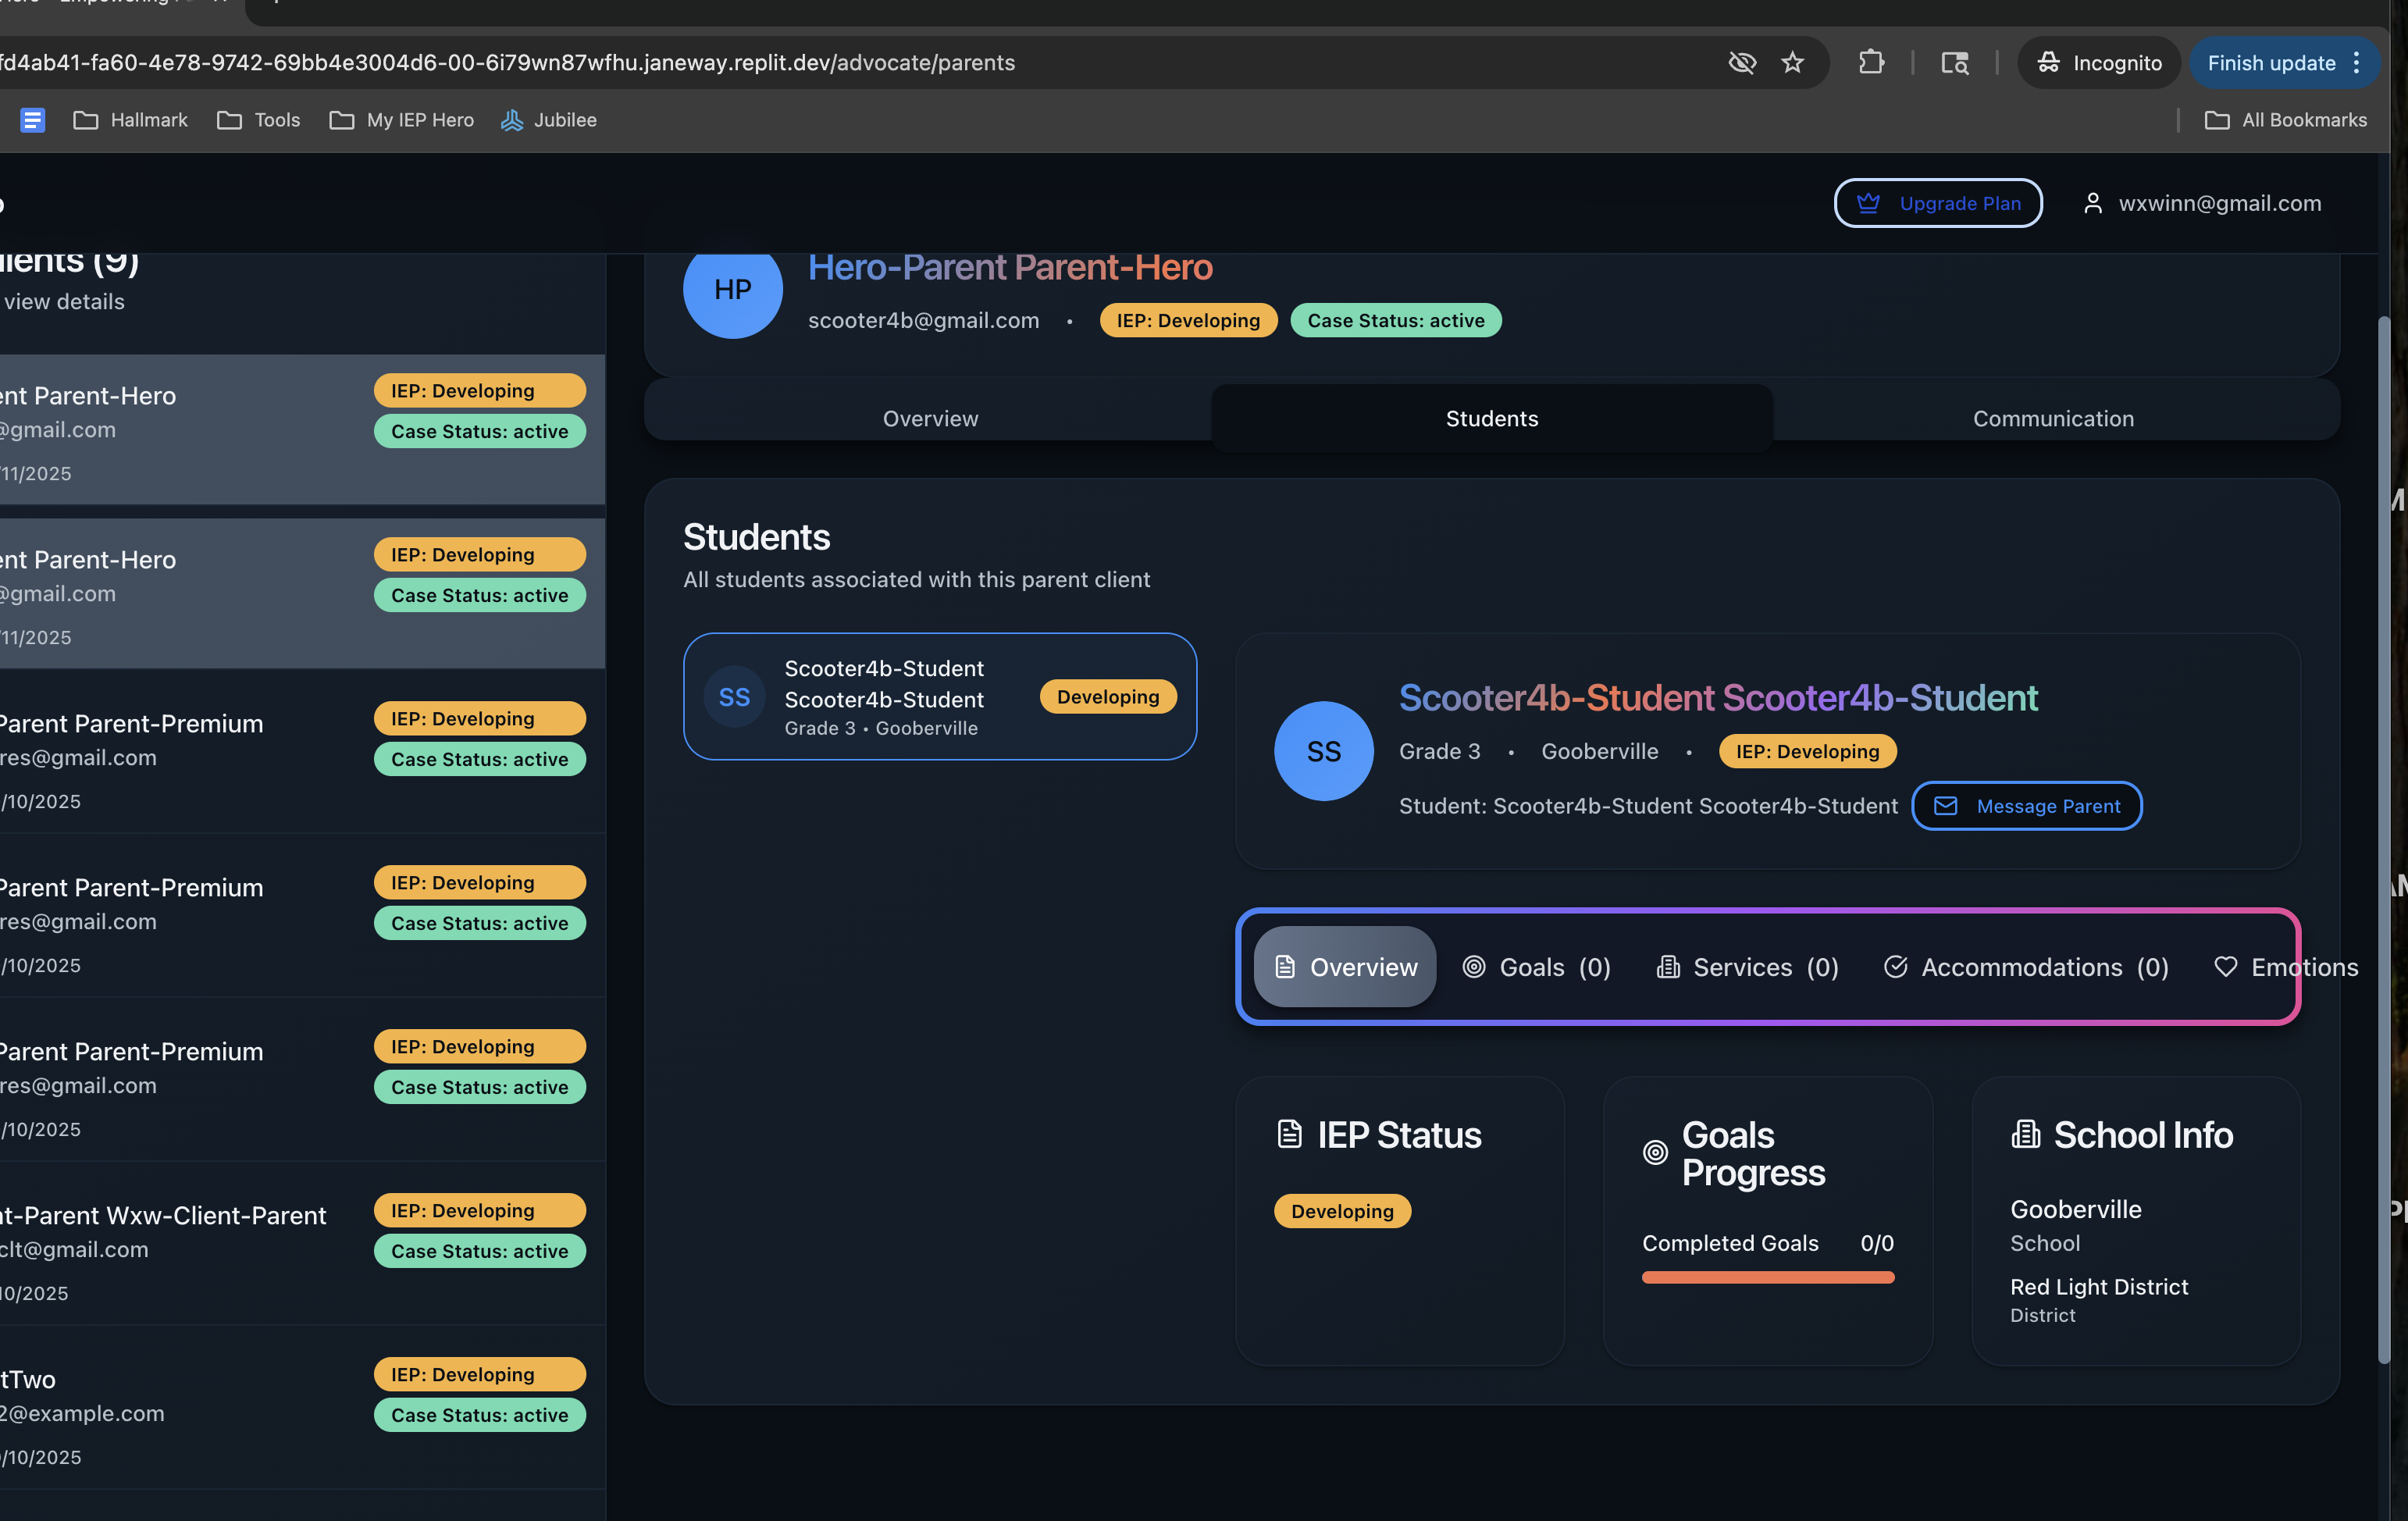 fd4ab41-fa60-4e78-9742-69bb4e3004d6-00-6i79wn87wfhu.janeway.replit.dev/advocate/parents
Incognito
Finish update
Hallmark
Tools
My IEP Hero
Jubilee
All Bookmarks
Upgrade Plan
wxwinn@gmail.com
lients (9)
view details
ent Parent-Hero
@gmail.com
/11/2025
IEP: Developing
Case Status: active
ent Parent-Hero
@gmail.com
/11/2025
IEP: Developing
Case Status: active
Parent Parent-Premium
res@gmail.com
/10/2025
IEP: Developing
Case Status: active
Parent Parent-Premium
res@gmail.com
/10/2025
IEP: Developing
Case Status: active
Parent Parent-Premium
res@gmail.com
/10/2025
IEP: Developing
Case Status: active
nt-Parent Wxw-Client-Parent
clt@gmail.com
10/2025
IEP: Developing
Case Status: active
tTwo
2@example.com
/10/2025
IEP: Developing
Case Status: active
HP
Hero-Parent Parent-Hero
scooter4b@gmail.com • IEP: Developing Case Status: active
Overview
Students
Communication
Students
All students associated with this parent client
SS
Scooter4b-Student
Scooter4b-Student
Grade 3 • Gooberville
Developing
SS
Scooter4b-Student Scooter4b-Student
Grade 3 • Gooberville • IEP: Developing
Student: Scooter4b-Student Scooter4b-Student
Message Parent
Overview
Goals (0)
Services (0)
Accommodations (0)
Emotions
IEP Status
Developing
Goals
Progress
Completed Goals 0/0
School Info
Gooberville
School
Red Light District
District